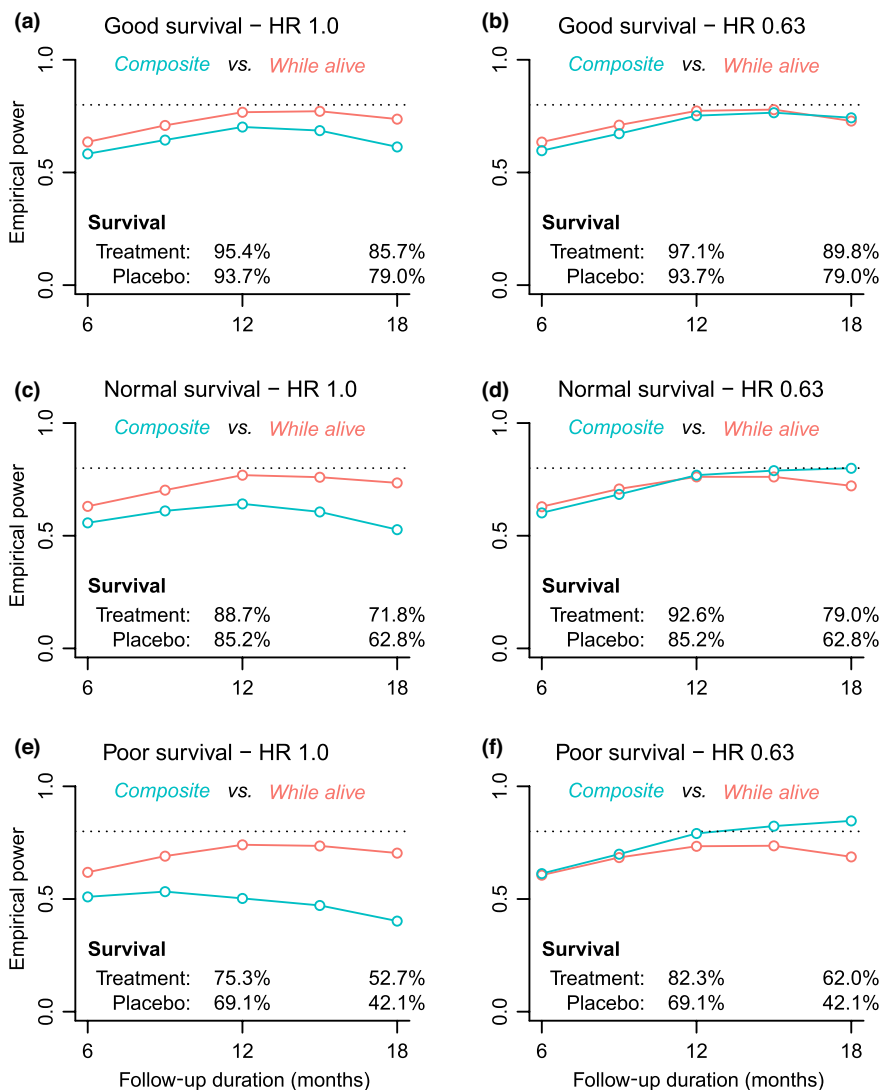 (a) Good survival − HR 1.0
Composite vs. While alive
Empirical power
1.0
0.5
0.0
Survival
Treatment: 95.4% 85.7%
Placebo: 93.7% 79.0%
6 12 18
(b) Good survival − HR 0.63
Composite vs. While alive
1.0
0.5
0.0
Survival
Treatment: 97.1% 89.8%
Placebo: 93.7% 79.0%
6 12 18
(c) Normal survival − HR 1.0
Composite vs. While alive
Empirical power
1.0
0.5
0.0
Survival
Treatment: 88.7% 71.8%
Placebo: 85.2% 62.8%
6 12 18
(d) Normal survival − HR 0.63
Composite vs. While alive
1.0
0.5
0.0
Survival
Treatment: 92.6% 79.0%
Placebo: 85.2% 62.8%
6 12 18
(e) Poor survival − HR 1.0
Composite vs. While alive
Empirical power
1.0
0.5
0.0
Survival
Treatment: 75.3% 52.7%
Placebo: 69.1% 42.1%
6 12 18
Follow-up duration (months)
(f) Poor survival − HR 0.63
Composite vs. While alive
1.0
0.5
0.0
Survival
Treatment: 82.3% 62.0%
Placebo: 69.1% 42.1%
6 12 18
Follow-up duration (months)